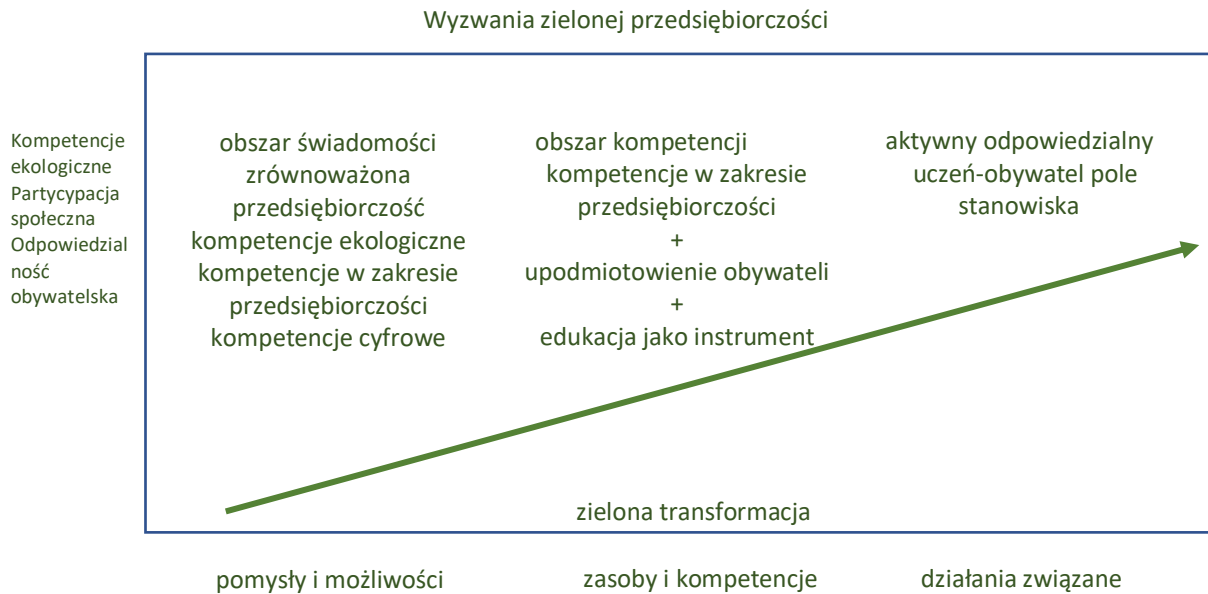 Wyzwania zielonej przedsiębiorczości
Kompetencje
ekologiczne
Partycypacja
społeczna
Odpowiedzial
ność
obywatelska
obszar świadomości
zrównoważona
przedsiębiorczość
kompetencje ekologiczne
kompetencje w zakresie
przedsiębiorczości
kompetencje cyfrowe
obszar kompetencji
kompetencje w zakresie
przedsiębiorczości
+
upodmiotowienie obywateli
+
edukacja jako instrument
aktywny odpowiedzialny
uczeń-obywatel pole
stanowiska
zielona transformacja
pomysły i możliwości
zasoby i kompetencje
działania związane